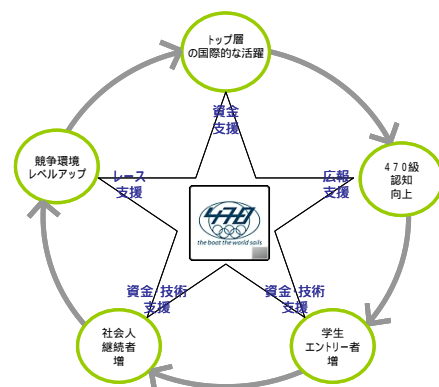 トップ層
の国際的な活躍
資金
支援
競争環境
レベルアップ
レース
支援
広報
支援
470級
認知
向上
470
the boat the world sails
資金・技術
支援
資金・技術
支援
社会人
継続者
増
学生
エントリー者
増